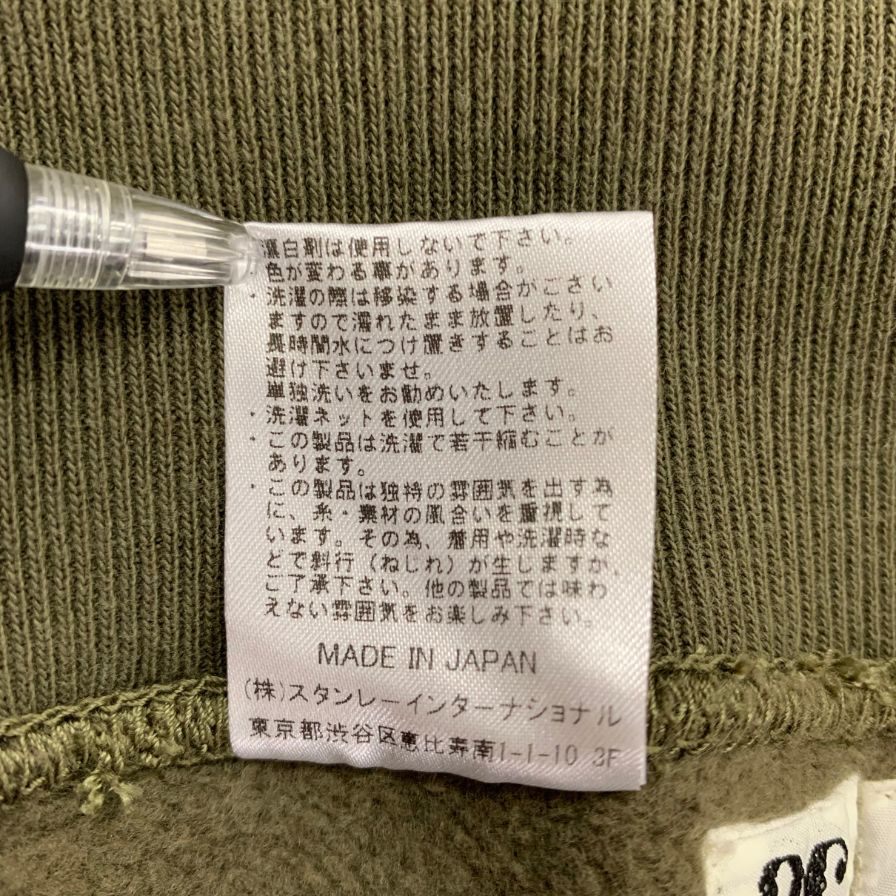 漂白剤は使用しないで下さい。
・色が変わる事があります。
・洗濯の際は移染する場合がござい
ますので濡れたまま放置したり、
長時間水につけ置きすることはお
避け下さいませ。
単独洗いをお勧めいたします。
・洗濯ネットを使用して下さい。
・この製品は洗濯で若干縮むことが
あります。
・この製品は独特の雰囲気を出す為
に、糸・素材の風合いを重視して
います。その為、着用や洗濯時な
どで斜行（ねじれ）が生じますが、
ご了承下さい。他の製品では味わ
えない雰囲気をお楽しみ下さい。
MADE IN JAPAN
(株)スタンレーインターナショナル
東京都渋谷区恵比寿南1-1-10 3F